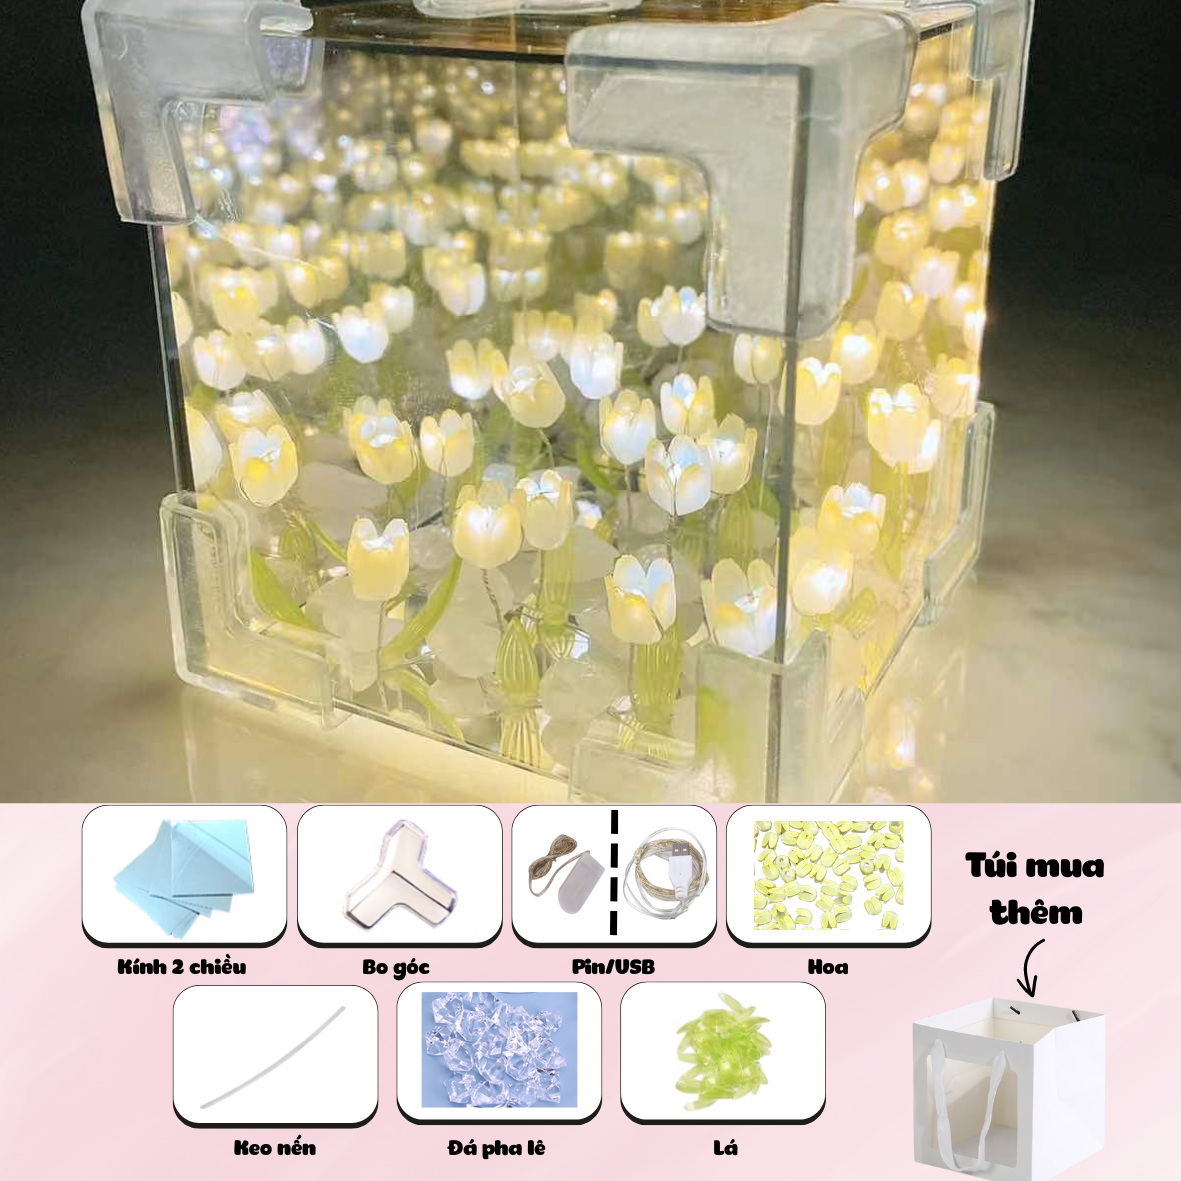 Túi mua
thêm
Kính 2 chiều
Bo góc
Pin/USB
Hoa
Keo nến
Đá pha lê
Lá